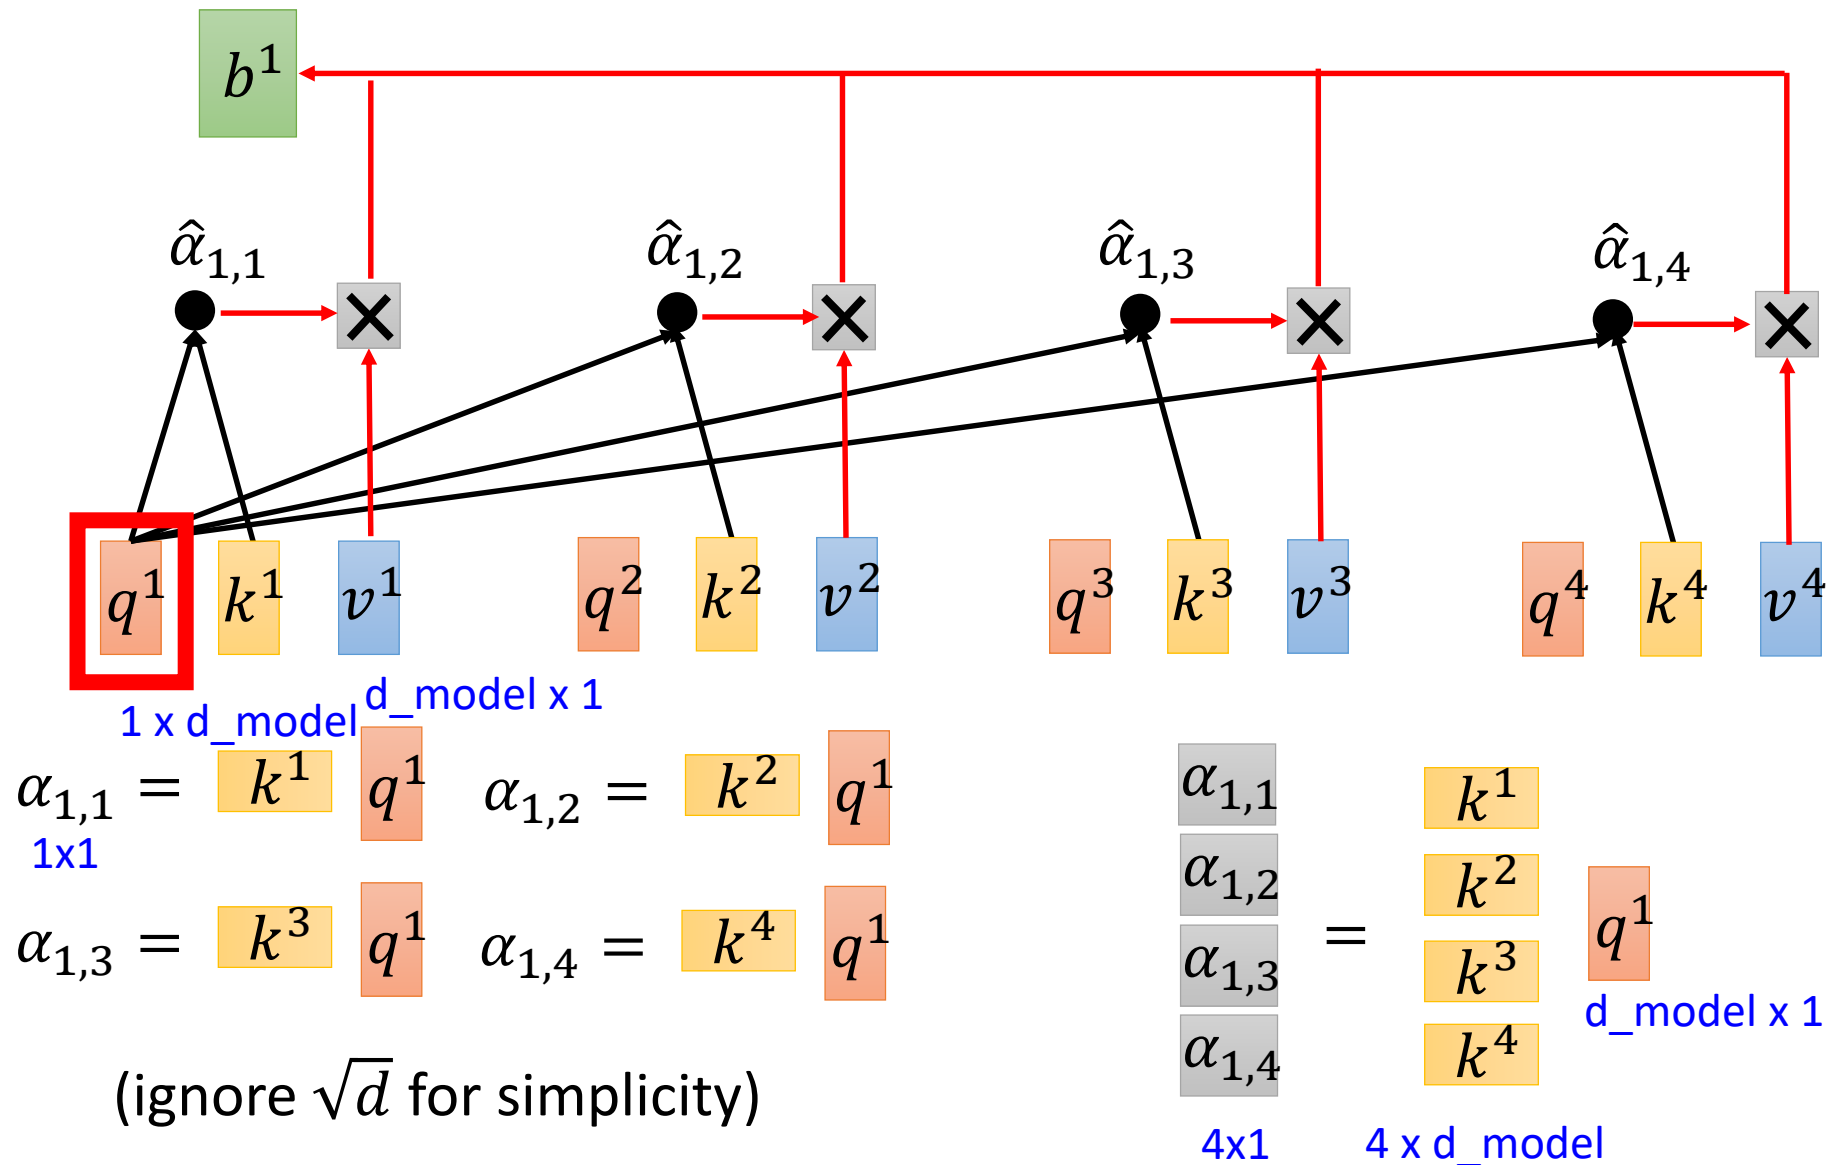 b¹
α̂₁,₁ α̂₁,₂ α̂₁,₃ α̂₁,₄
× × × ×
q¹ k¹ v¹ q² k² v² q³ k³ v³ q⁴ k⁴ v⁴
1 x d_model d_model x 1
α₁,₁ = k¹ q¹ α₁,₂ = k² q¹
1x1
α₁,₃ = k³ q¹ α₁,₄ = k⁴ q¹
(ignore √d for simplicity)
α₁,₁
α₁,₂
α₁,₃
α₁,₄
=
k¹
k²
k³
k⁴
q¹
d_model x 1
4x1 4 x d_model